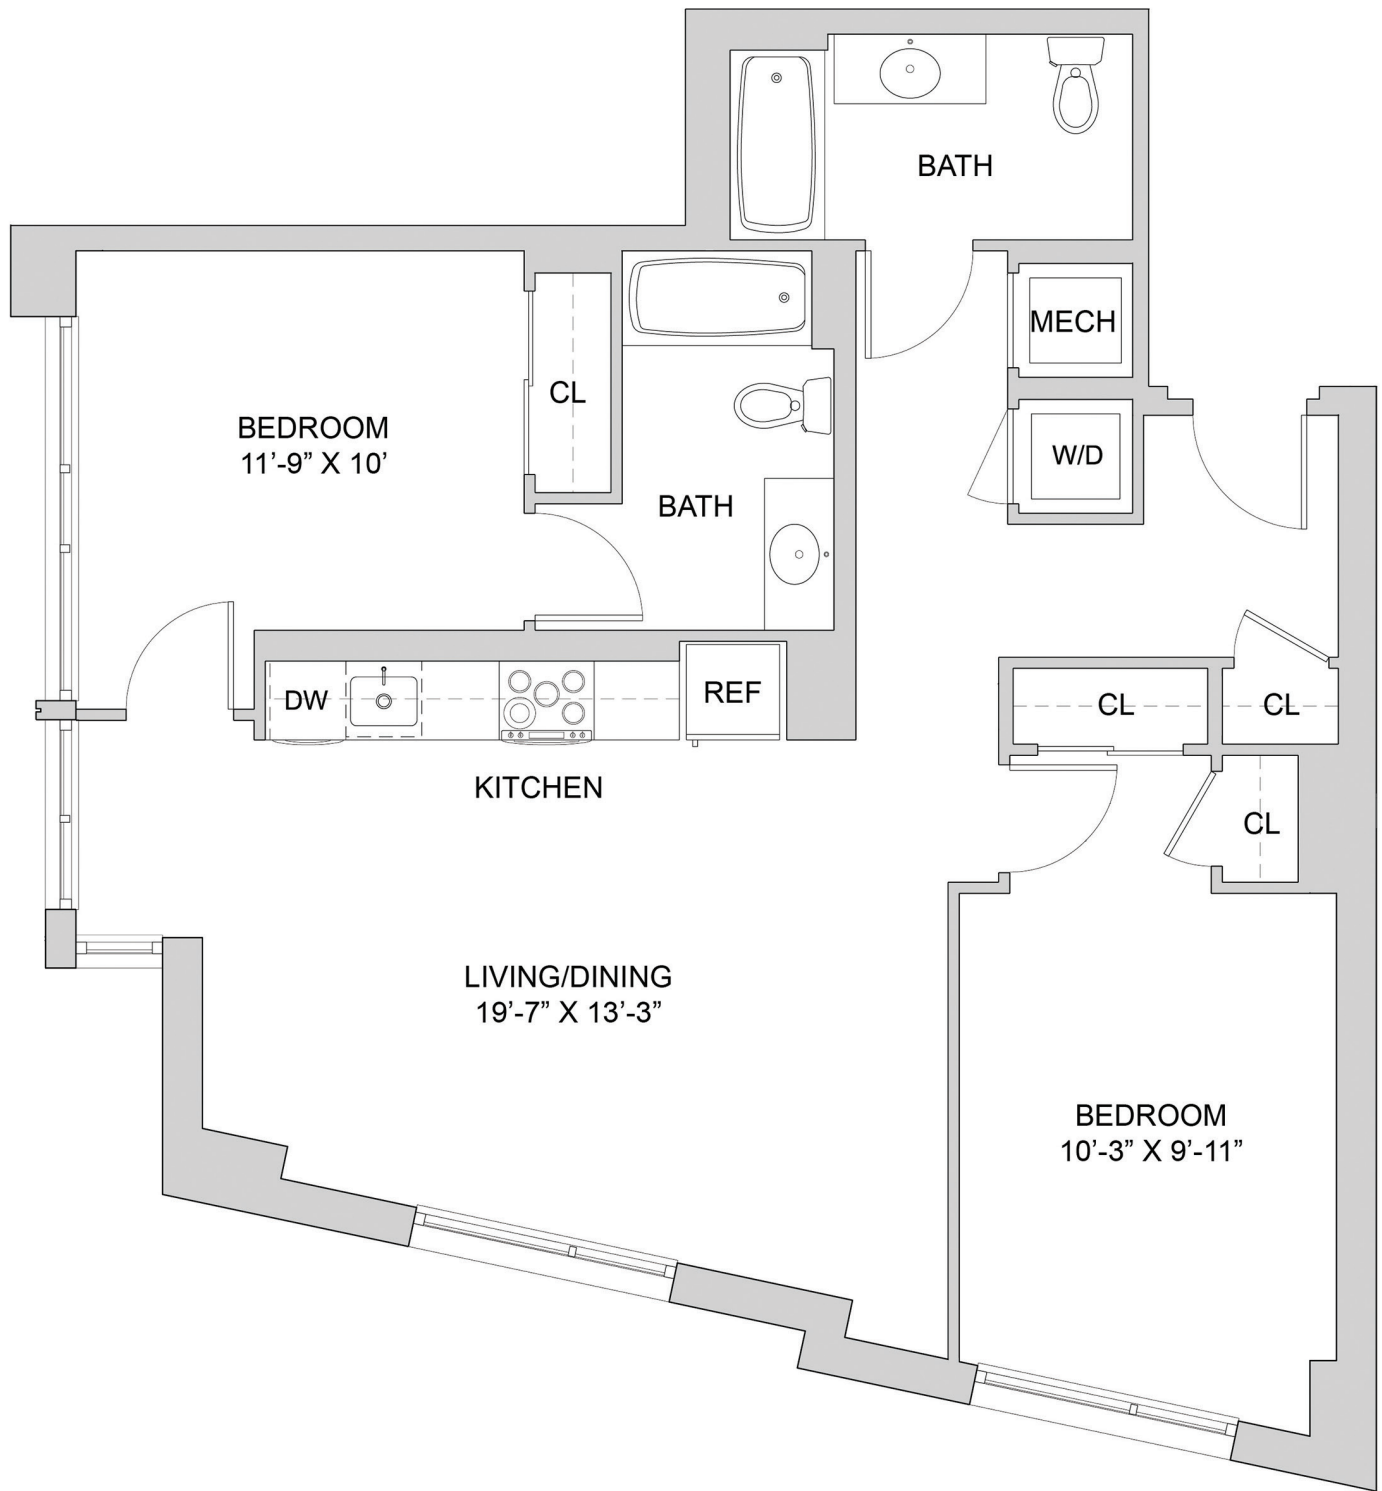 BATH
MECH
BEDROOM
11’-9” X 10’
CL
W/D
BATH
DW
REF
CL
CL
KITCHEN
CL
LIVING/DINING
19’-7” X 13’-3”
BEDROOM
10’-3” X 9’-11”